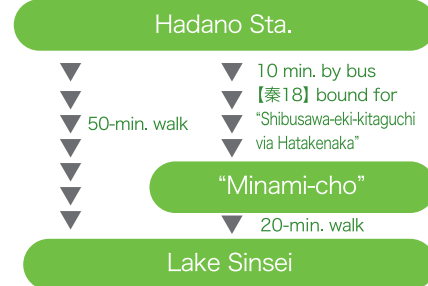 Hadano Sta.
50-min. walk
10 min. by bus
【秦18】 bound for
“Shibusawa-eki-kitaguchi
via Hatakenaka”
“Minami-cho”
20-min. walk
Lake Sinsei